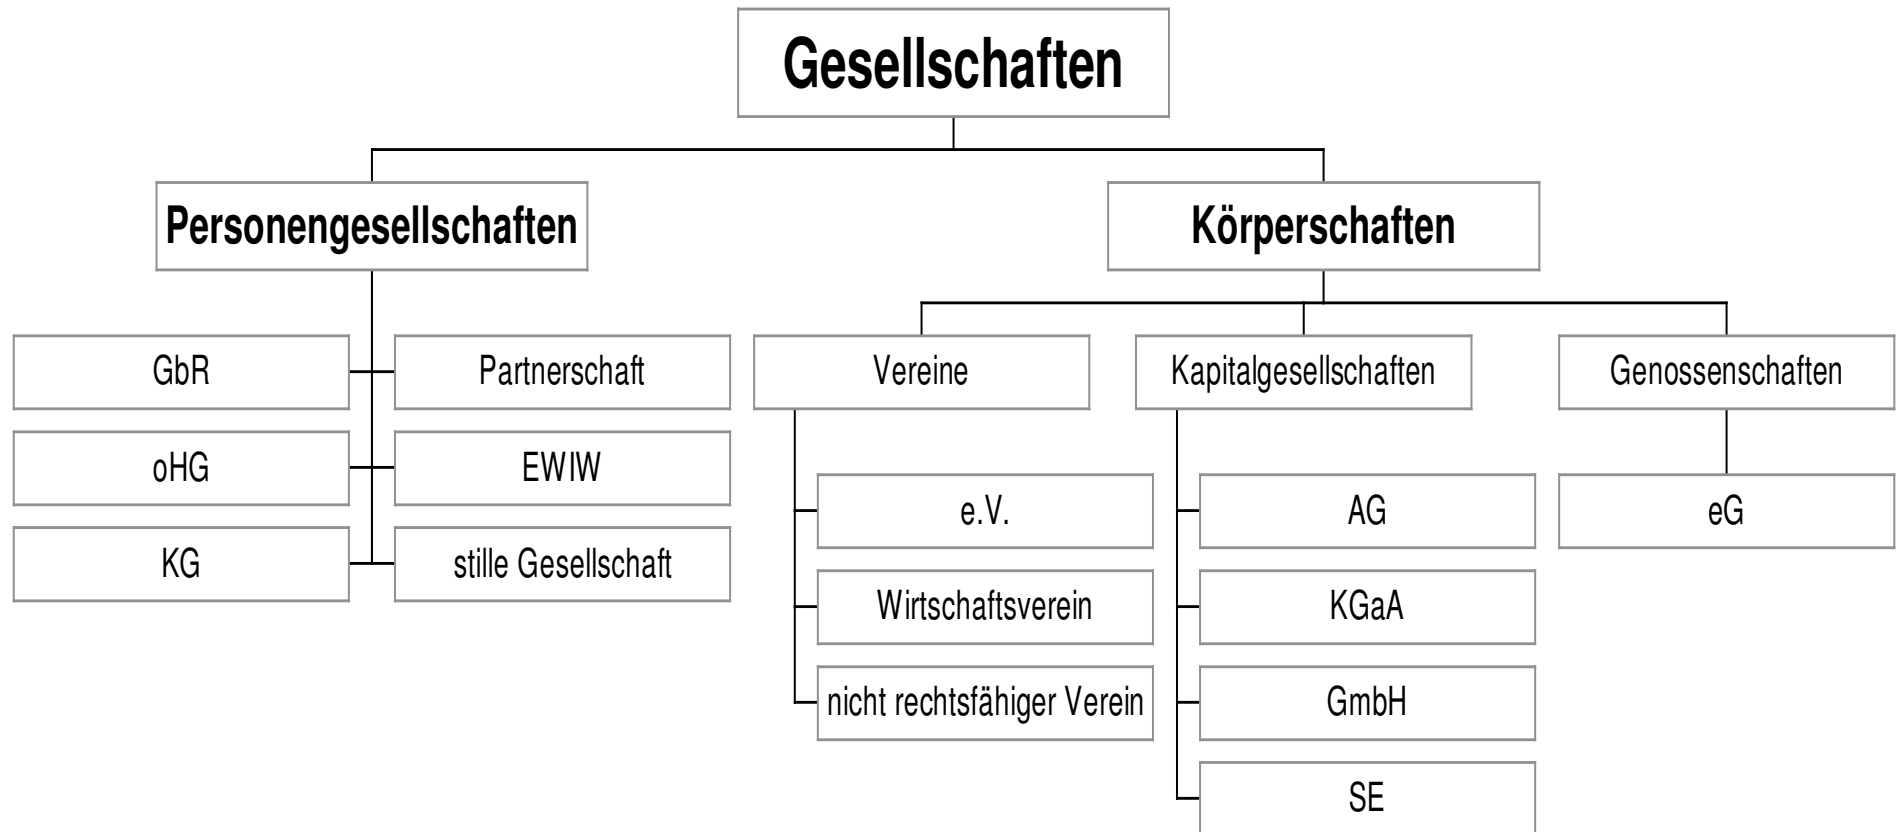 Gesellschaften
Personengesellschaften
Körperschaften
GbR
Partnerschaft
oHG
EWIW
KG
stille Gesellschaft
Vereine
Kapitalgesellschaften
Genossenschaften
e.V.
AG
eG
Wirtschaftsverein
KGaA
nicht rechtsfähiger Verein
GmbH
SE